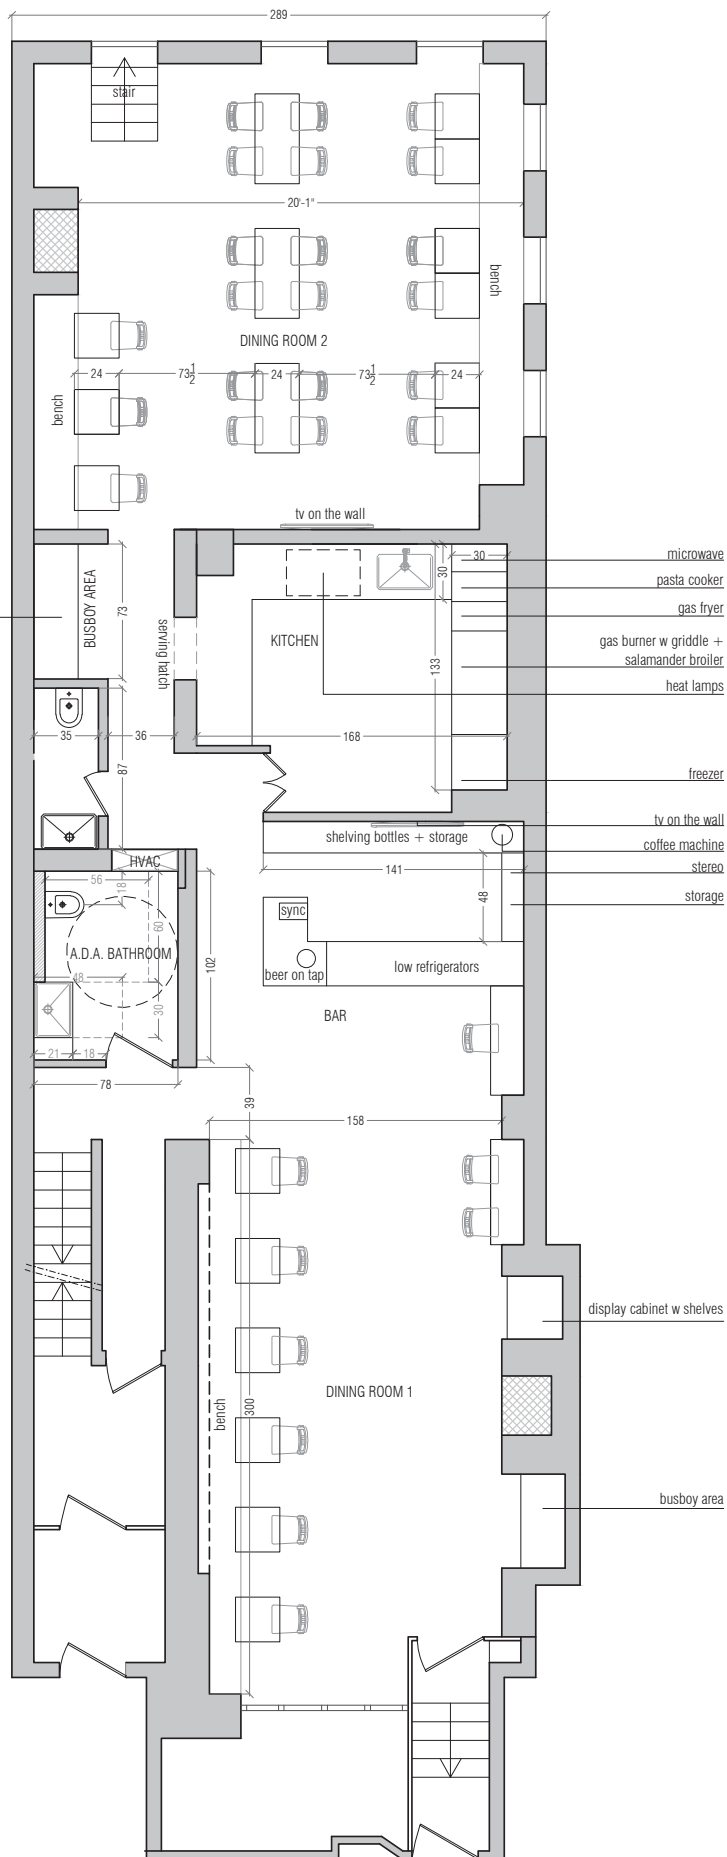 289
stair
20'-1"
bench
DINING ROOM 2
24
73 1/2
24
73 1/2
24
bench
tv on the wall
microwave
30
30
pasta cooker
BUSBOY AREA
73
gas fryer
serving hatch
KITCHEN
gas burner w griddle +
salamander broiler
133
heat lamps
35
36
168
87
freezer
tv on the wall
shelving bottles + storage
coffee machine
HVAC
141
stereo
56
18
48
storage
sync
60
A.D.A. BATHROOM
102
low refrigerators
beer on tap
48
30
BAR
21
18
78
39
158
display cabinet w shelves
DINING ROOM 1
bench
300
busboy area